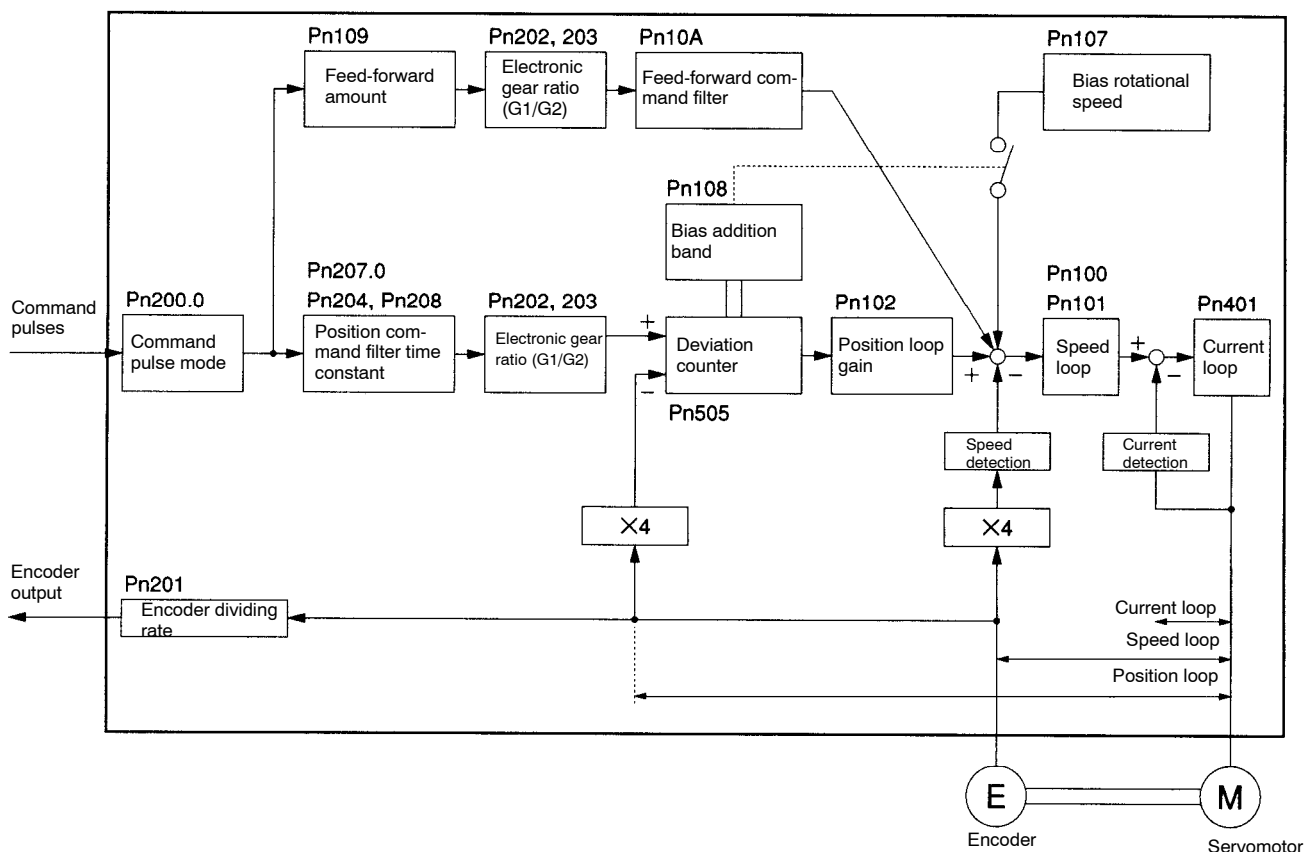 Pn109
Feed-forward
amount
Pn202, 203
Electronic
gear ratio
(G1/G2)
Pn10A
Feed-forward com-
mand filter
Pn107
Bias rotational
speed
Pn108
Bias addition
band
Command
pulses
Pn200.0
Command
pulse mode
Pn207.0
Pn204, Pn208
Position com-
mand filter time
constant
Pn202, 203
Electronic gear
ratio (G1/G2)
+
−
Deviation
counter
Pn505
Pn102
Position loop
gain
+
−
Pn100
Pn101
Speed
loop
+
−
Pn401
Current
loop
Speed
detection
Current
detection
×4
×4
Encoder
output
Pn201
Encoder dividing
rate
Current loop
Speed loop
Position loop
E
Encoder
M
Servomotor